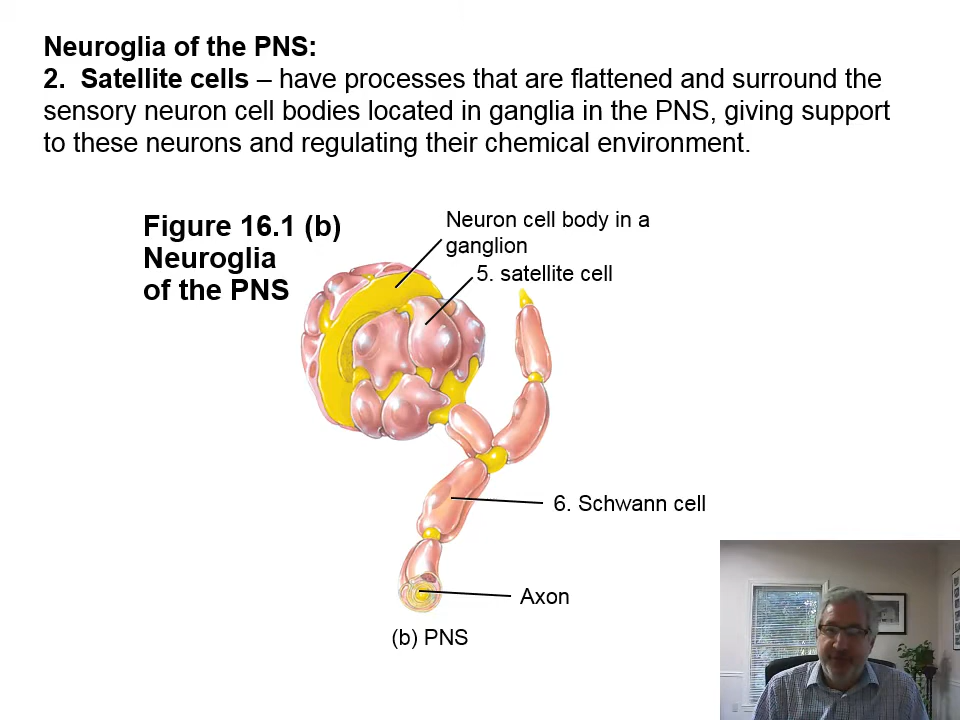 Neuroglia of the PNS:
2.  Satellite cells – have processes that are flattened and surround the
sensory neuron cell bodies located in ganglia in the PNS, giving support
to these neurons and regulating their chemical environment.
Figure 16.1 (b)
Neuroglia
of the PNS
Neuron cell body in a
ganglion
5. satellite cell
6. Schwann cell
Axon
(b) PNS